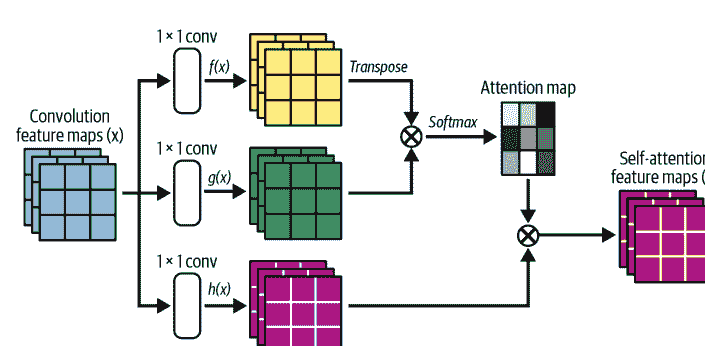 1 × 1 conv
f(x)
Transpose
Convolution
feature maps (x)
1 × 1 conv
g(x)
Softmax
Attention map
Self-attention
feature maps (
1 × 1 conv
h(x)